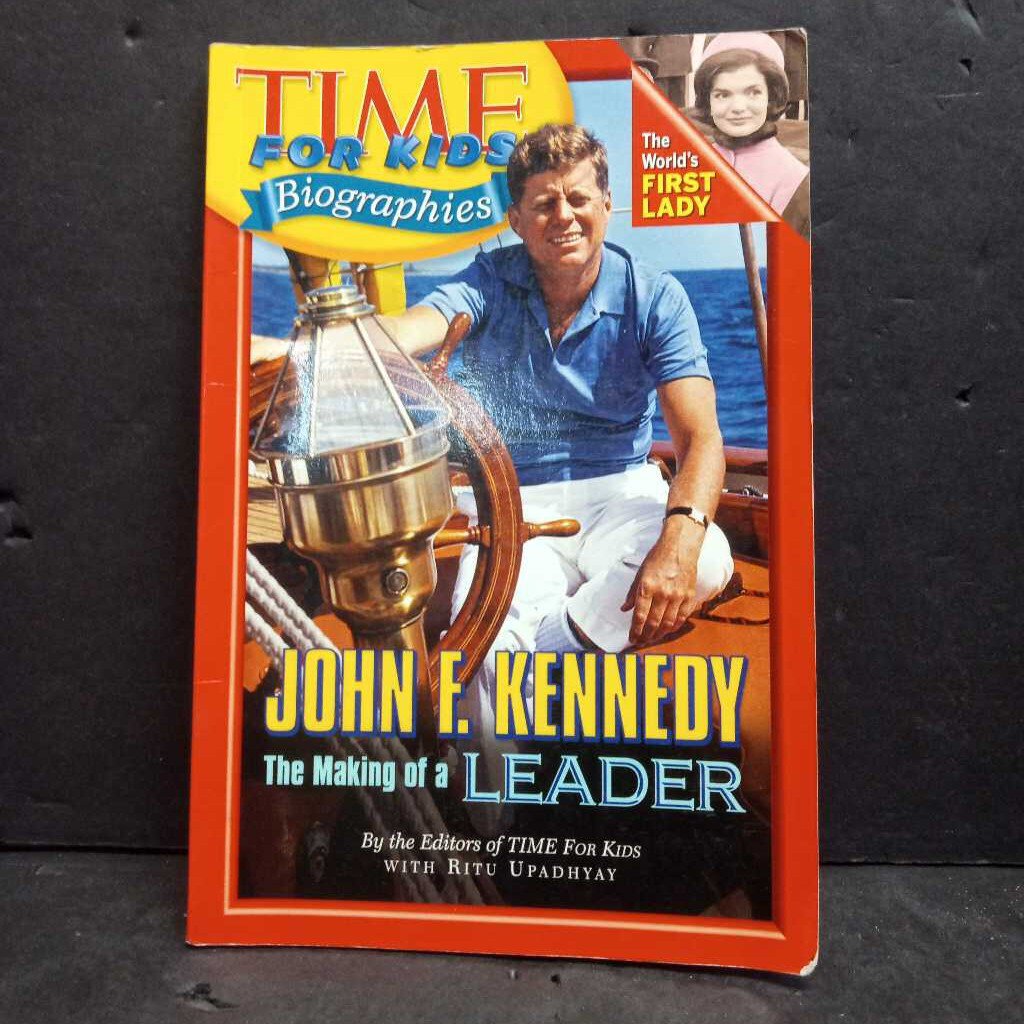 TIME
FOR KIDS
Biographies
The
World's
FIRST
LADY
JOHN F. KENNEDY
The Making of a LEADER
By the Editors of TIME FOR KIDS
WITH RITU UPADHYAY